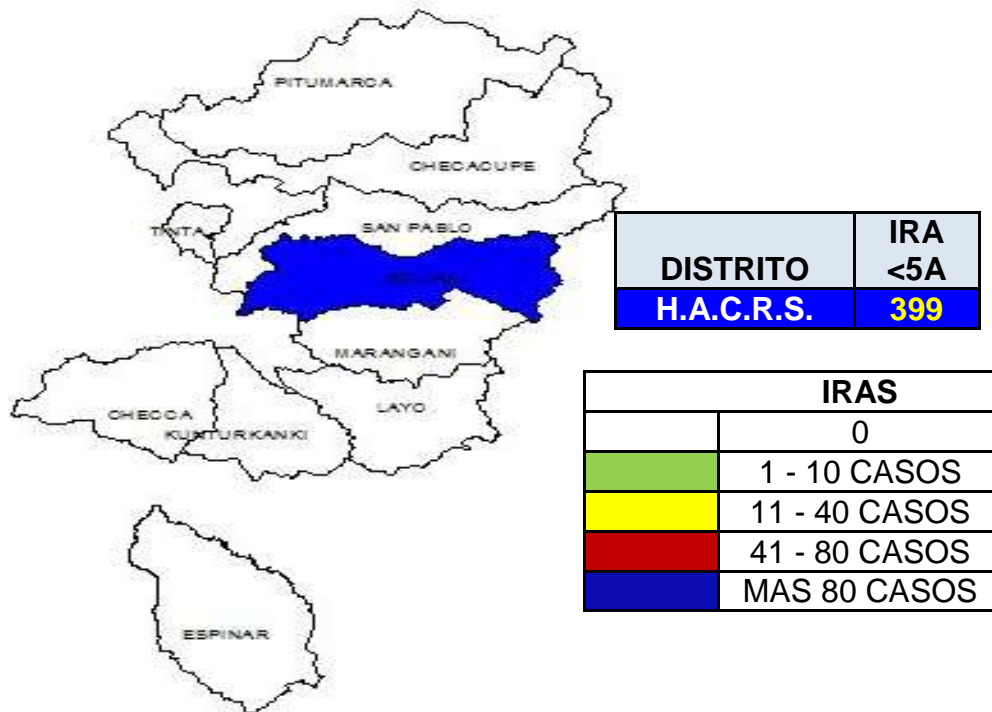 PITUMARCA
CHECACUPE
SAN PABLO
TINTA
MARANGANI
LAYO
CHECCA
KUNTURKANKI
ESPINAR
DISTRITO IRA <5A
H.A.C.R.S. 399
IRAS
0
1 - 10 CASOS
11 - 40 CASOS
41 - 80 CASOS
MAS 80 CASOS